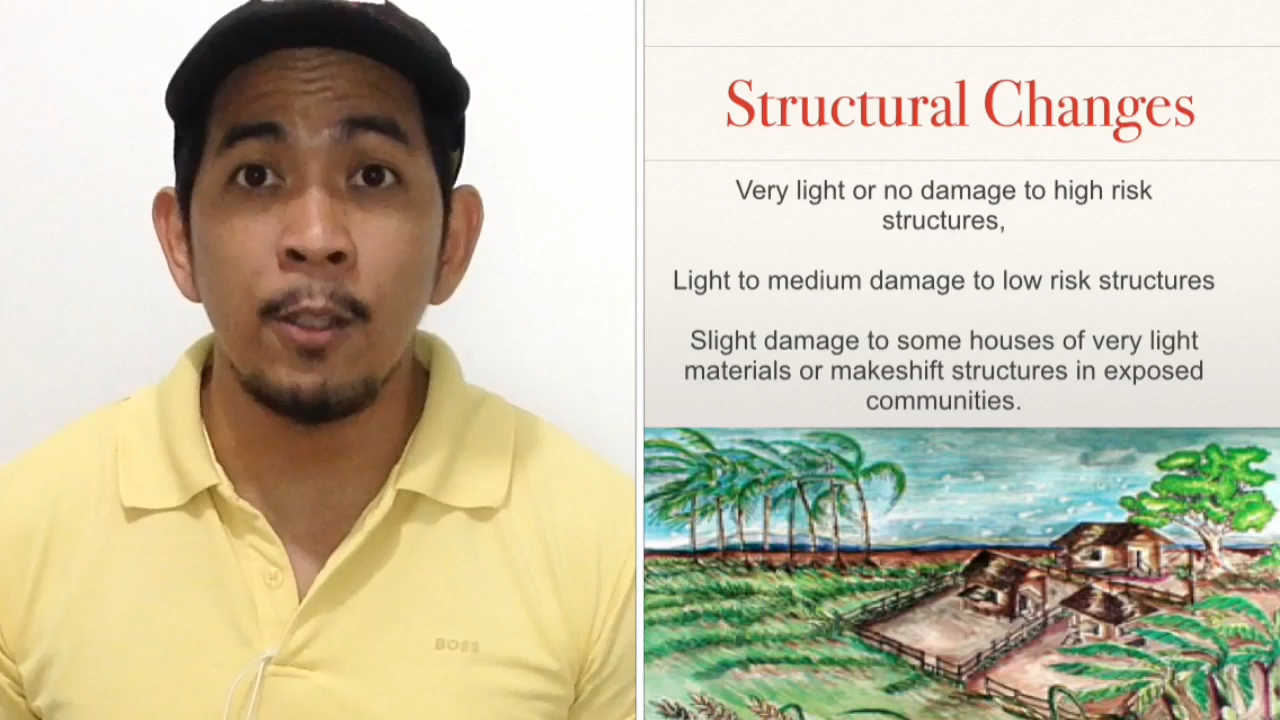 Structural Changes
Very light or no damage to high risk
structures,
Light to medium damage to low risk structures
Slight damage to some houses of very light
materials or makeshift structures in exposed
communities.
BOSS